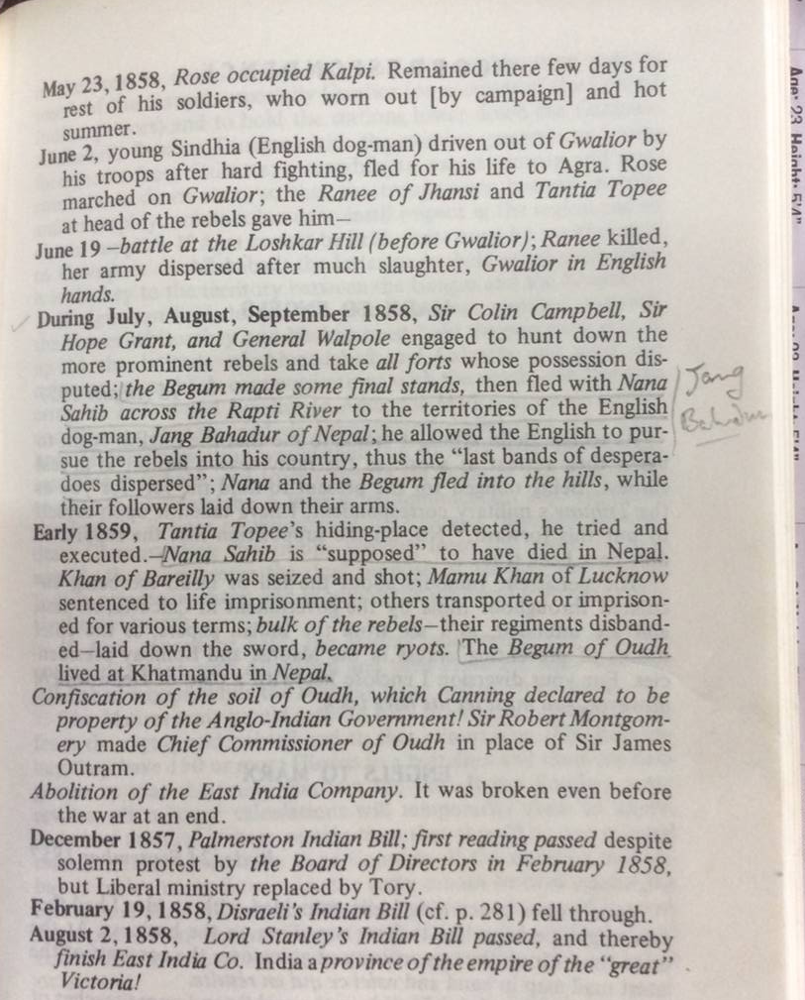 May 23, 1858, Rose occupied Kalpi. Remained there few days for
rest of his soldiers, who worn out [by campaign] and hot
summer.
June 2, young Sindhia (English dog-man) driven out of Gwalior by
his troops after hard fighting, fled for his life to Agra. Rose
marched on Gwalior; the Ranee of Jhansi and Tantia Topee
at head of the rebels gave him—
June 19—battle at the Loshkar Hill (before Gwalior); Ranee killed,
her army dispersed after much slaughter, Gwalior in English
hands.
During July, August, September 1858, Sir Colin Campbell, Sir
Hope Grant, and General Walpole engaged to hunt down the
more prominent rebels and take all forts whose possession dis-
puted; the Begum made some final stands, then fled with Nana
Sahib across the Rapti River to the territories of the English
dog-man, Jang Bahadur of Nepal; he allowed the English to pur-
sue the rebels into his country, thus the “last bands of despera-
does dispersed”; Nana and the Begum fled into the hills, while
their followers laid down their arms.
Early 1859, Tantia Topee's hiding-place detected, he tried and
executed.—Nana Sahib is “supposed” to have died in Nepal.
Khan of Bareilly was seized and shot; Mamu Khan of Lucknow
sentenced to life imprisonment; others transported or imprison-
ed for various terms; bulk of the rebels—their regiments disband-
ed—laid down the sword, became ryots. The Begum of Oudh
lived at Khatmandu in Nepal.
Confiscation of the soil of Oudh, which Canning declared to be
property of the Anglo-Indian Government! Sir Robert Montgom-
ery made Chief Commissioner of Oudh in place of Sir James
Outram.
Abolition of the East India Company. It was broken even before
the war at an end.
December 1857, Palmerston Indian Bill; first reading passed despite
solemn protest by the Board of Directors in February 1858,
but Liberal ministry replaced by Tory.
February 19, 1858, Disraeli's Indian Bill (cf. p. 281) fell through.
August 2, 1858, Lord Stanley's Indian Bill passed, and thereby
finish East India Co. India a province of the empire of the “great”
Victoria!
Jang
Bahadur
Age: 23 Height: 5'4"